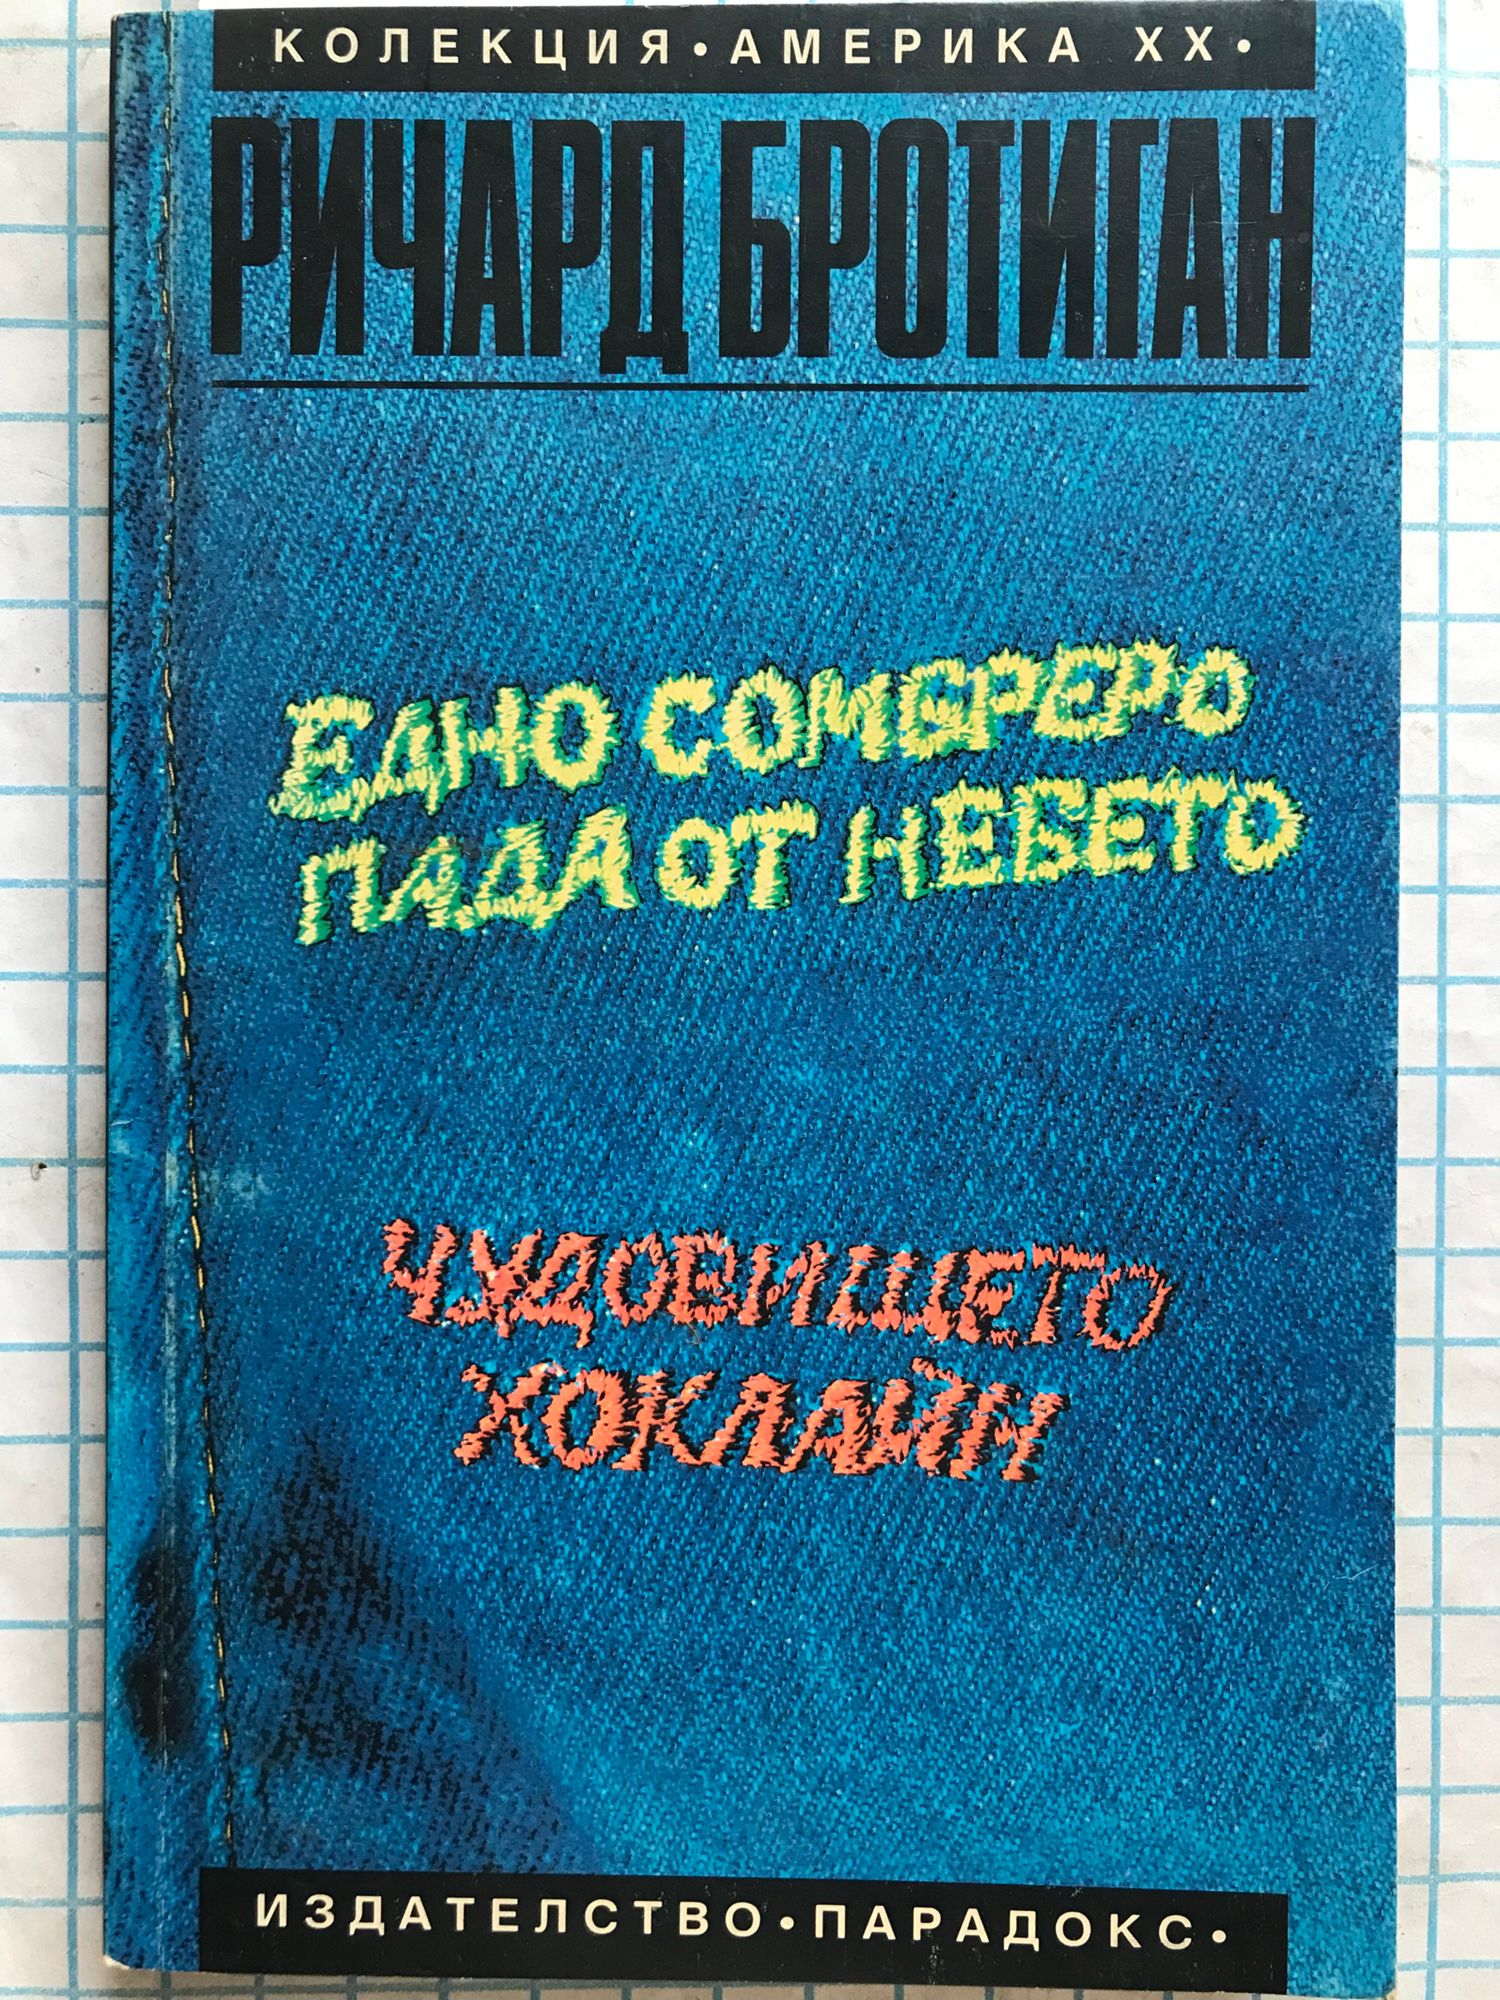 КОЛЕКЦИЯ • АМЕРИКА XX •
РИЧАРД БРОТИГАН
ЕДНО СОМБРЕРО
ПАДА ОТ НЕБЕТО
ЧУДОВИЩЕТО
ХОКЛАЙН
ИЗДАТЕЛСТВО • ПАРАДОКС •